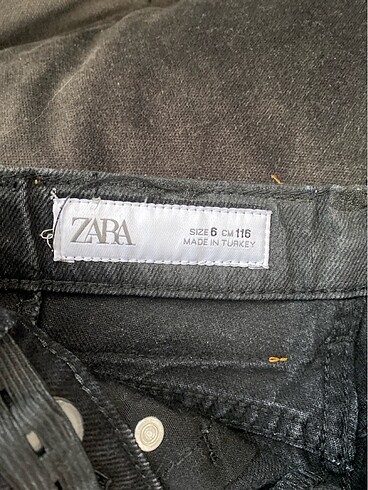 ZARA
SIZE 6 CM 116
MADE IN TURKEY